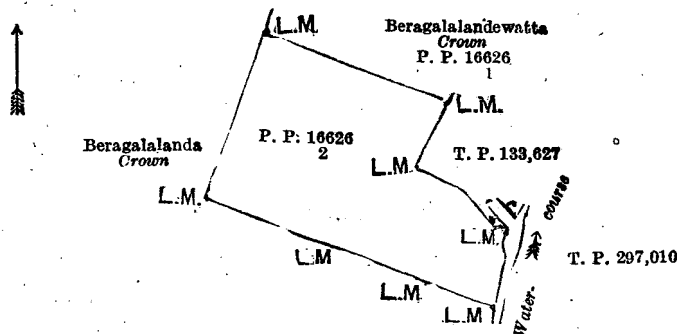 L.M.
Beragalalandewatta
Crown
P. P. 16626
1
L.M.
Beragalalanda
Crown
P. P. 16626
2
L.M.
T. P. 133,627
L.M.
L.M.
Water-course
T. P. 297,010
L.M
L.M
L.M